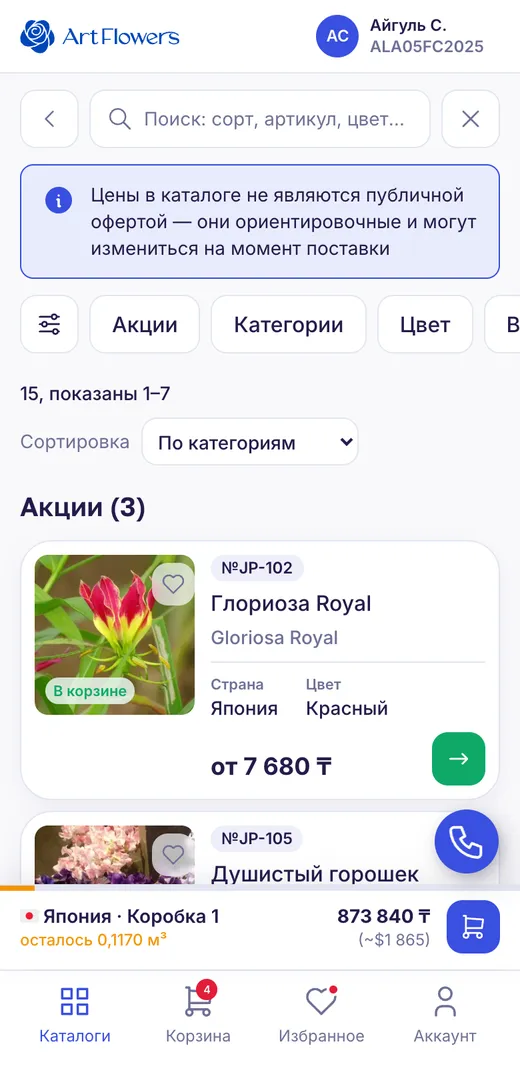 ArtFlowers
АС
Айгуль С.
ALA05FC2025
Поиск: сорт, артикул, цвет...
Цены в каталоге не являются публичной
офертой — они ориентировочные и могут
измениться на момент поставки
Акции
Категории
Цвет
В
15, показаны 1–7
Сортировка
По категориям
Акции (3)
№JP-102
Глориоза Royal
Gloriosa Royal
Страна
Цвет
Япония
Красный
В корзине
от 7 680 ₸
№JP-105
Душистый горошек
Япония · Коробка 1
873 840 ₸
осталось 0,1170 м³
(~$1 865)
4
Каталоги
Корзина
Избранное
Аккаунт